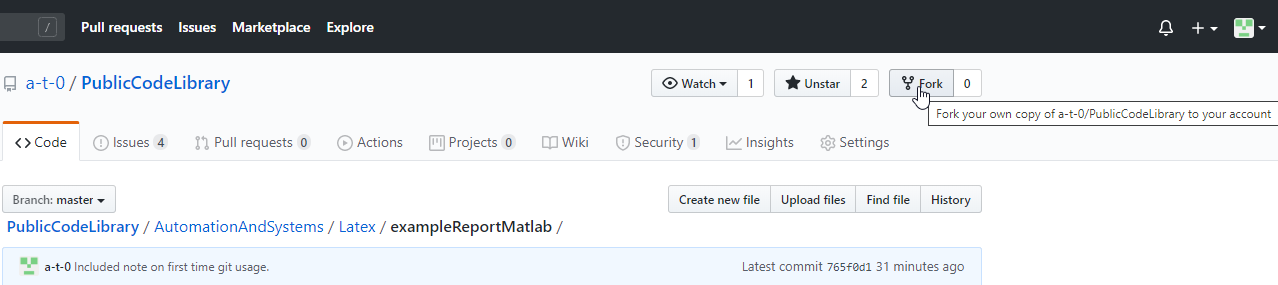 / Pull requests Issues Marketplace Explore
a-t-0 / PublicCodeLibrary Watch 1 Unstar 2 Fork 0
Fork your own copy of a-t-0/PublicCodeLibrary to your account
Code Issues 4 Pull requests 0 Actions Projects 0 Wiki Security 1 Insights Settings
Branch: master Create new file Upload files Find file History
PublicCodeLibrary / AutomationAndSystems / Latex / exampleReportMatlab /
a-t-0 Included note on first time git usage. Latest commit 765f0d1 31 minutes ago